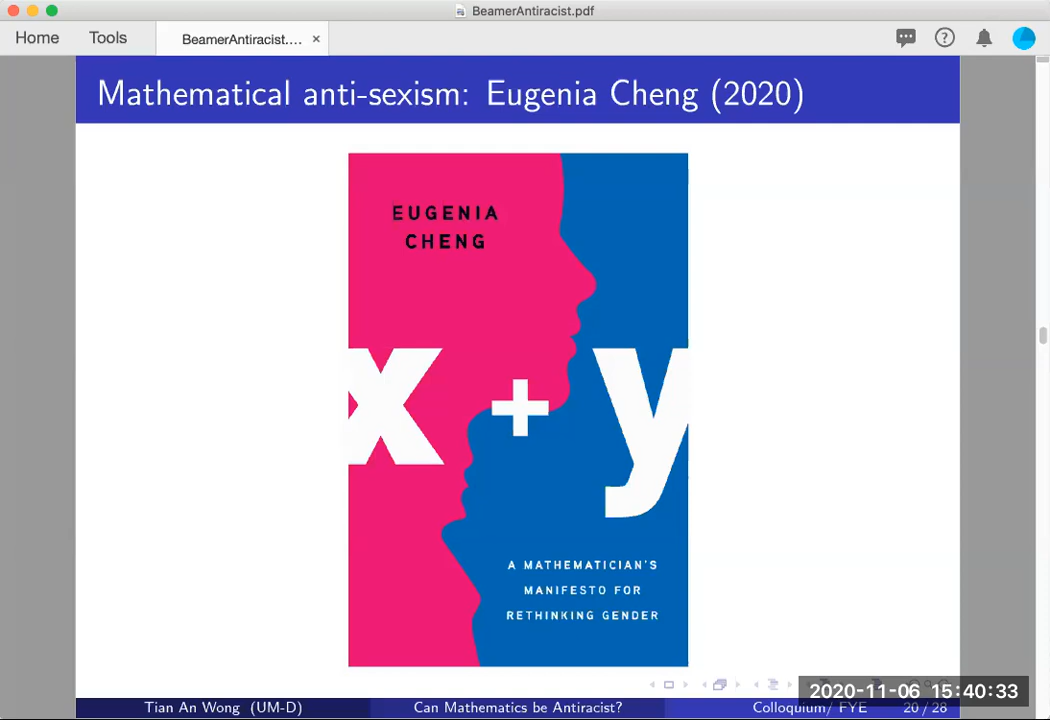 BeamerAntiracist.pdf
Home Tools BeamerAntiracist.... ×
Mathematical anti-sexism: Eugenia Cheng (2020)
EUGENIA
CHENG
x + y
A MATHEMATICIAN'S
MANIFESTO FOR
RETHINKING GENDER
2020-11-06 15:40:33
Tian An Wong (UM-D) Can Mathematics be Antiracist? Colloquium/ FYE 20 / 28